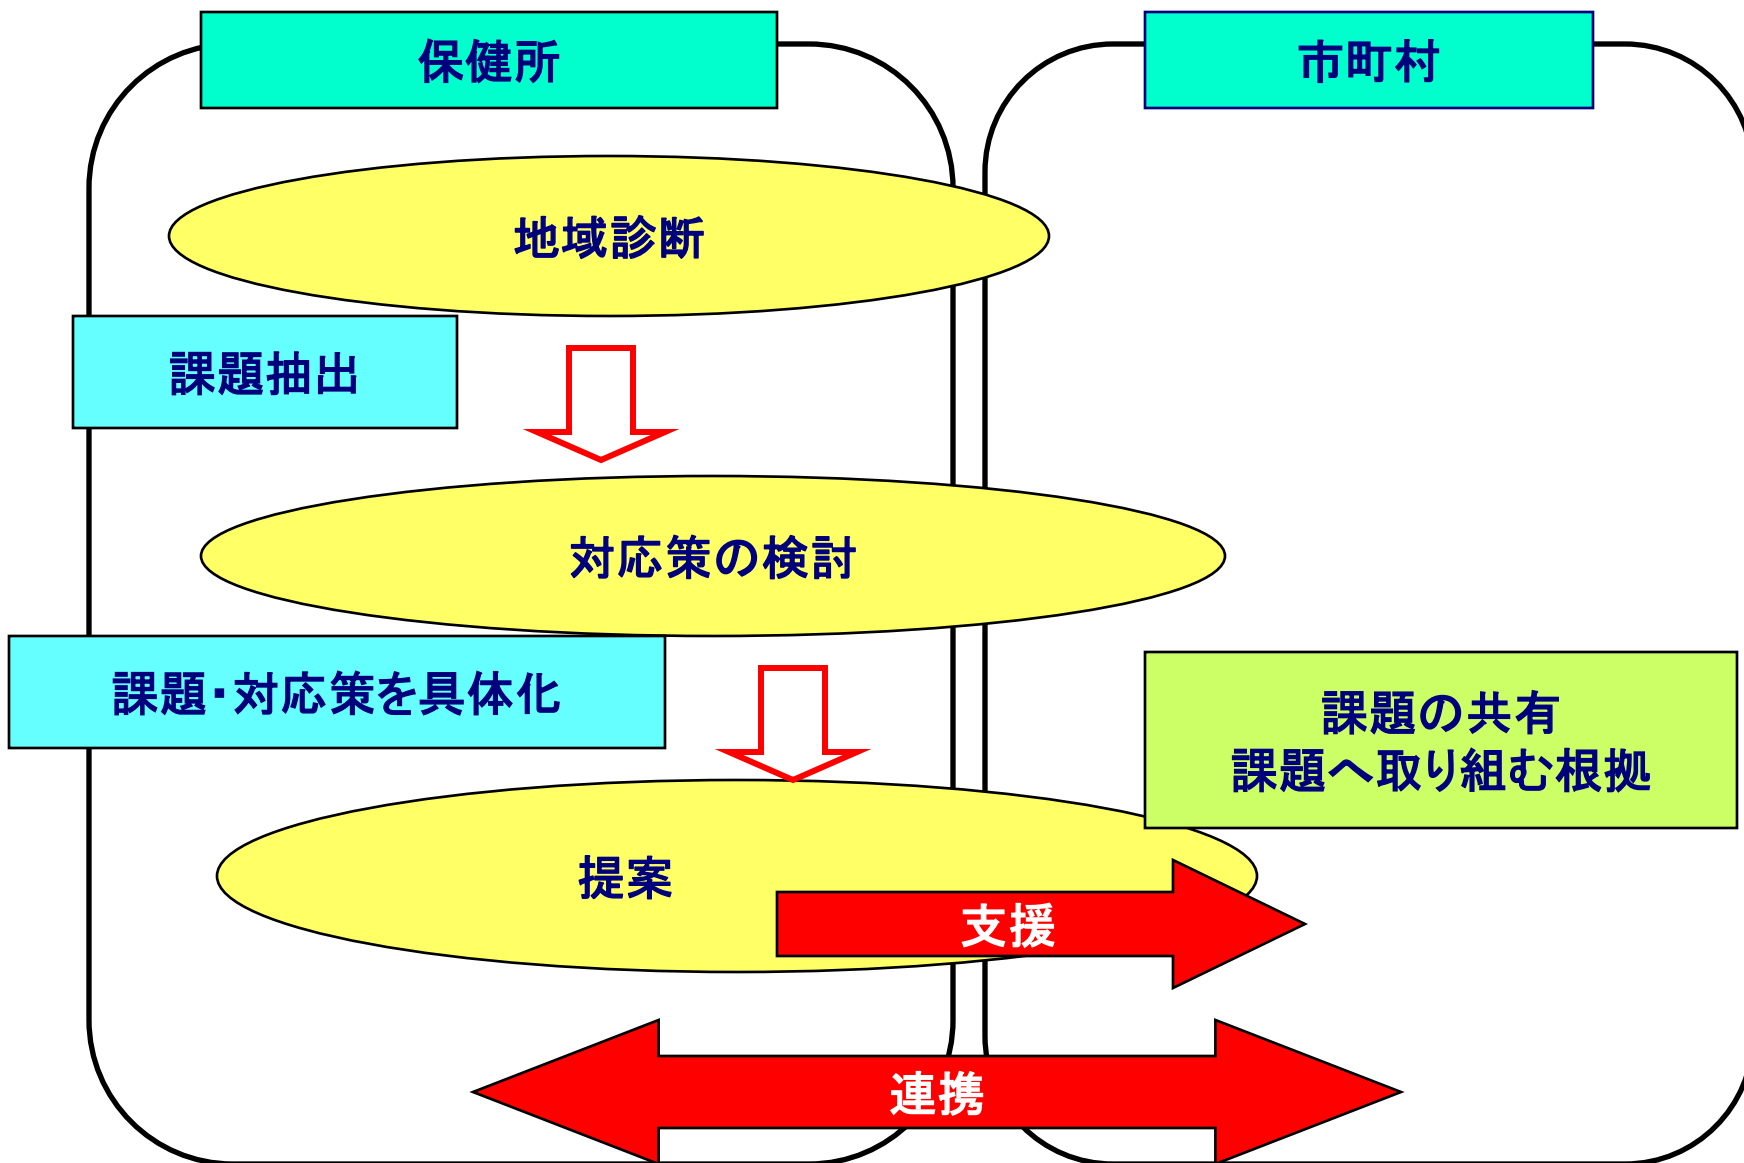 保健所
市町村
地域診断
課題抽出
対応策の検討
課題・対応策を具体化
課題の共有
課題へ取り組む根拠
提案
支援
連携